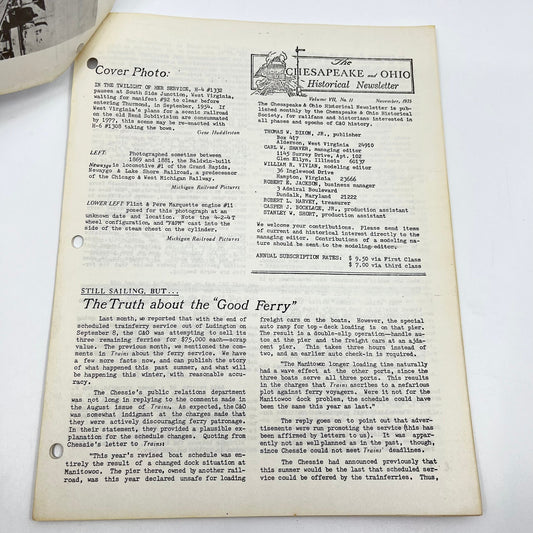 Cover Photo:
IN THE TWILIGHT OF HER SERVICE, H-4 #1332
pauses at South Side Junction, West Virginia,
waiting for manifest #92 to clear before
entering Thurmond, in September, 1954. If
West Virginia's plans for a scenic railroad
on the old Rend Subdivision are consumated
by 1977, this scene may be re-enacted with
H-6 #1308 taking the bows.
Gene Huddleston
LEFT: Photographed sometime between
1869 and 1881, the Baldwin-built
Newaygo is locomotive #1 of the Grand Rapids,
Newaygo & Lake Shore Railroad, a predecessor
of the Chicago & West Michigan Railway.
Michigan Railroad Pictures
LOWER LEFT: Flint & Pere Marquette engine #11
posed for this photograph at an
unknown date and location. Note the 4-2-4T
wheel configuration, and "F&PM" cast into the
side of the steam chest on the cylinder.
Michigan Railroad Pictures
The
CHESAPEAKE and OHIO
Historical Newsletter
Volume VII, No. 11 November, 1975
The Chesapeake & Ohio Historical Newsletter is pub-
lished monthly by the Chesapeake & Ohio Historical
Society, for railfans and historians interested in
all phases and epochs of C&O history.
THOMAS W. DIXON, JR., publisher
Box 417
Alderson, West Virginia 24910
CARL W. SHAVER, managing editor
1145 Surrey Drive, Apt. 102
Glen Ellyn, Illinois 60137
WILLIAM R. VIVIAN, modeling editor
36 Inglewood Drive
Hampton, Virginia 23666
ROBERT E. JACKSON, business manager
3 Admiral Boulevard
Dundalk, Maryland 21222
ROBERT L. HARVEY, treasurer
CASPER J. BOCKLAGE, JR., production assistant
STANLEY W. SHORT, production assistant
We welcome your contributions. Please send items
of current and historical interest directly to the
managing editor. Contributions of a modeling na-
ture should be sent to the modeling editor.
ANNUAL SUBSCRIPTION RATES: $ 9.50 via First Class
$ 7.00 via third class
STILL SAILING, BUT...
The Truth about the "Good Ferry"
Last month, we reported that with the end of
scheduled trainferry service out of Ludington on
September 8, the C&O was attempting to sell its
three remaining ferries for $75,000 each—scrap
value. The previous month, we mentioned the com-
ments in Trains about the ferry service. We have
a few more facts now, and can publish the story
of what happened this past summer, and what will
be happening this winter, with reasonable accu-
racy.
The Chessie's public relations department
was not long in replying to the comments made in
the August issue of Trains. As expected, the C&O
was somewhat indignant at the charges made that
they were actively discouraging ferry patronage.
In their statement, they provided a plausible ex-
planation for the schedule changes. Quoting from
Chessie's letter to Trains:
"This year's revised boat schedule was en-
tirely the result of a changed dock situation at
Manitowoc. The pier there, owned by another rail-
road, was this year declared unsafe for loading
freight cars on the boats. However, the special
auto ramp for top-deck loading is on that pier.
The result is a double-slip operation—handle au-
tos at the pier and the freight cars at an adja-
cent pier. This takes three hours instead of
two, and an earlier auto check-in is required.
"The Manitowoc longer loading time naturally
had a wave effect at the other ports, since the
three boats serve all three ports. This results
in the charges that Trains ascribes to a nefarious
plot against ferry voyagers. Were it not for the
Manitowoc dock problem, the schedule could have
been the same this year as last."
The reply goes on to point out that adver-
tisements were run promoting the service (this has
been affirmed by letters to us). It was appar-
ently not as well planned as in the past, though,
since Chessie could not meet Trains' deadlines.
The Chessie had announced previously that
this summer would be the last that scheduled ser-
vice could be offered by the trainferries. Thus,